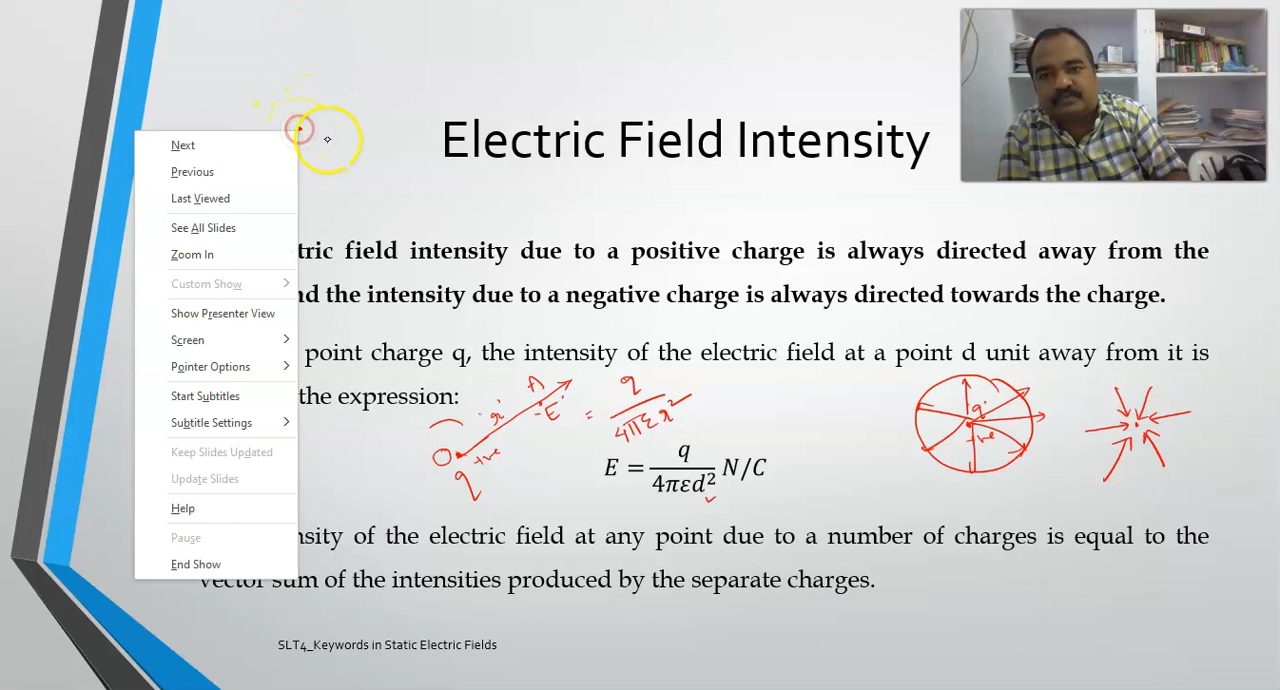 Electric Field Intensity
Next
Previous
Last Viewed
See All Slides
Zoom In
Custom Show
Show Presenter View
Screen
Pointer Options
Start Subtitles
Subtitle Settings
Keep Slides Updated
Update Slides
Help
Pause
End Show
tric field intensity due to a positive charge is always directed away from the
nd the intensity due to a negative charge is always directed towards the charge.
point charge q, the intensity of the electric field at a point d unit away from it is
the expression:
O q +ve 'r' A 'E' = q / 4πεr²
q +ve
E = q / 4πεd² N/C
nsity of the electric field at any point due to a number of charges is equal to the
vector sum of the intensities produced by the separate charges.
SLT4_Keywords in Static Electric Fields